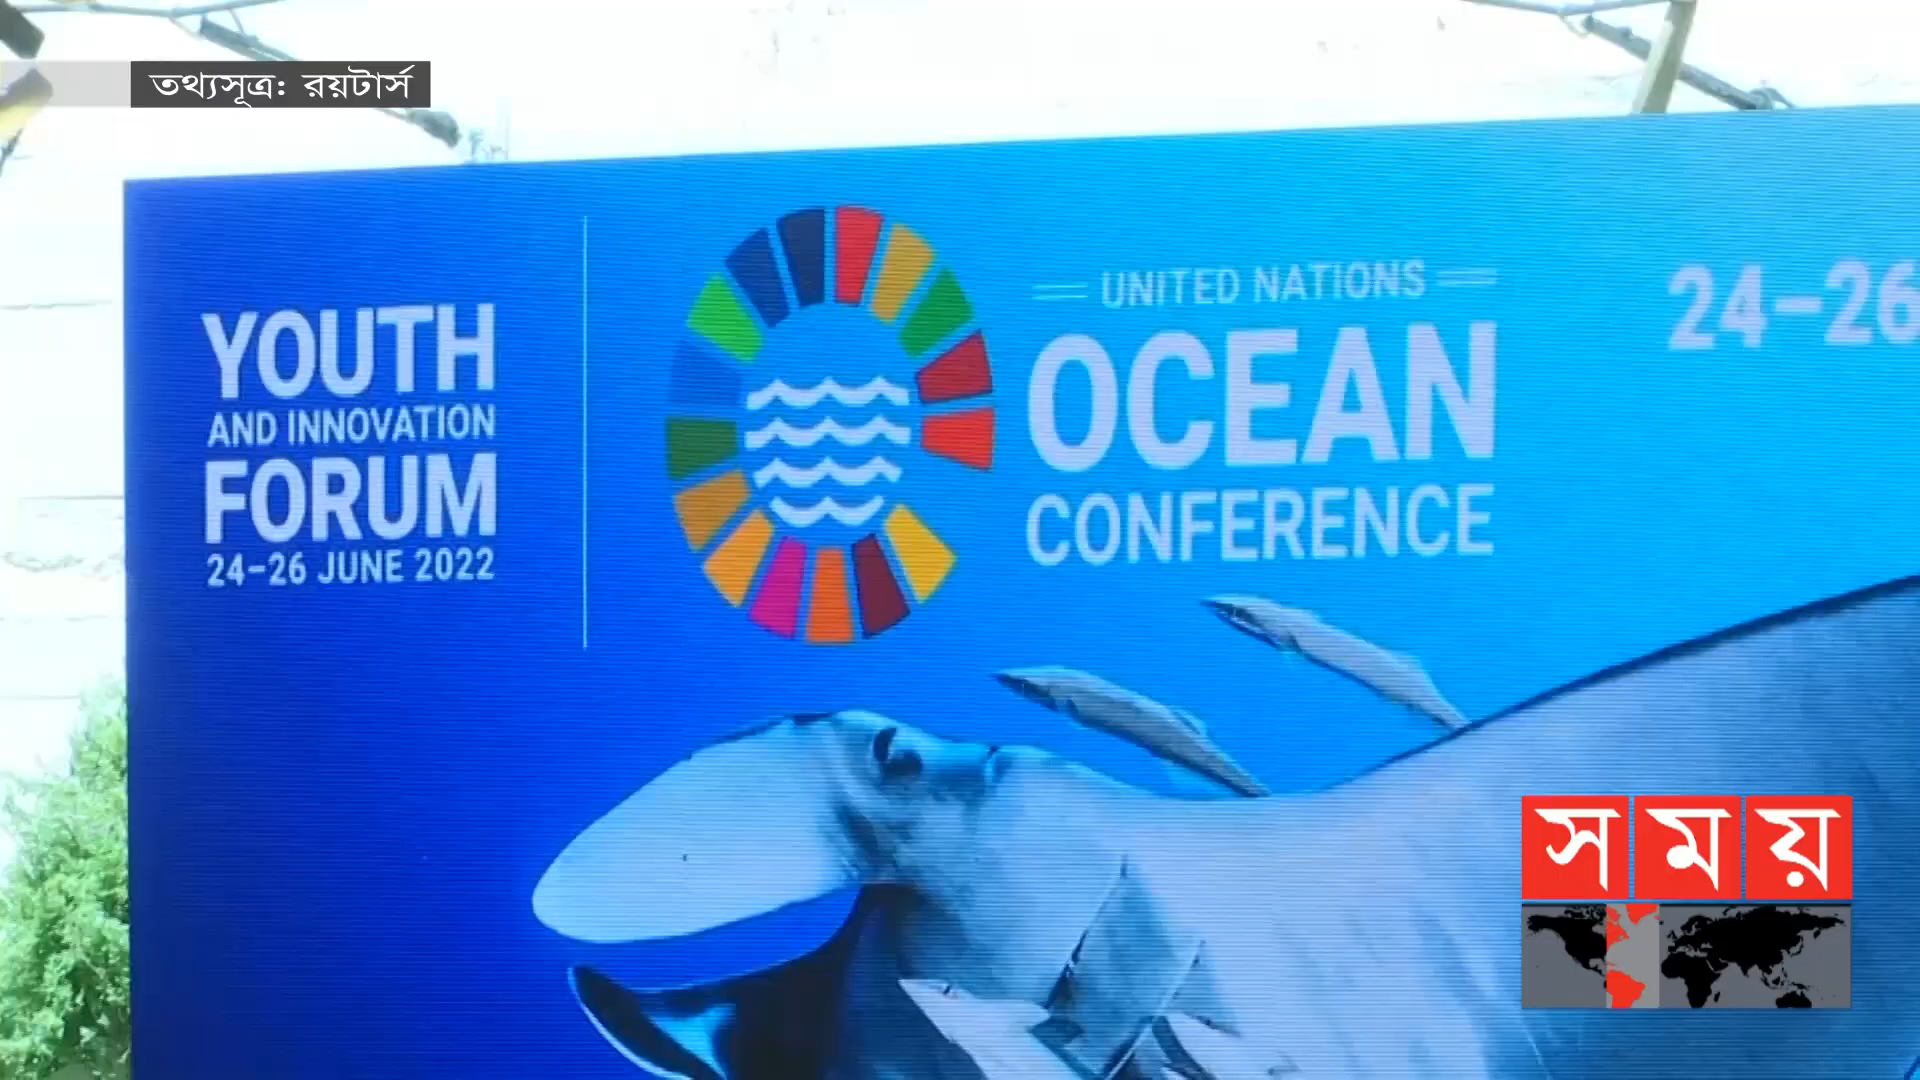 তথ্যসূত্র: রয়টার্স
YOUTH
AND INNOVATION
FORUM
24-26 JUNE 2022
UNITED NATIONS
OCEAN
CONFERENCE
24-26
সময়